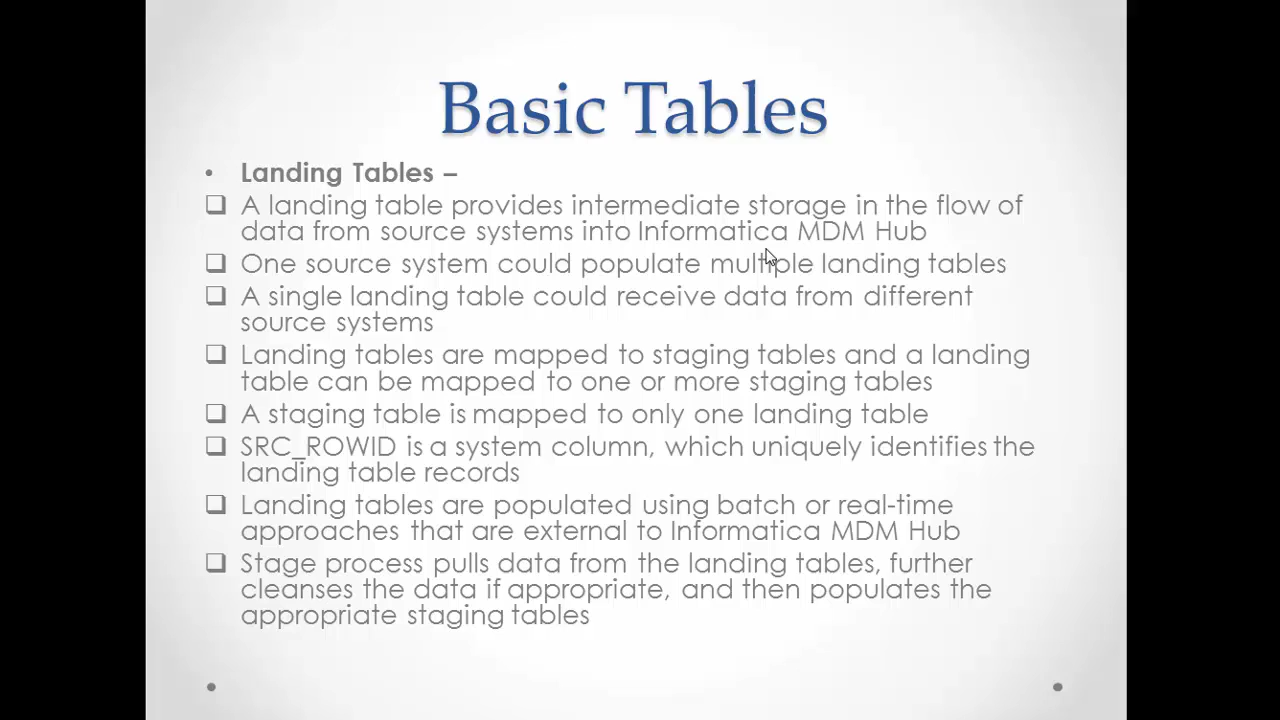 Basic Tables
• Landing Tables –
❑ A landing table provides intermediate storage in the flow of
data from source systems into Informatica MDM Hub
❑ One source system could populate multiple landing tables
❑ A single landing table could receive data from different
source systems
❑ Landing tables are mapped to staging tables and a landing
table can be mapped to one or more staging tables
❑ A staging table is mapped to only one landing table
❑ SRC_ROWID is a system column, which uniquely identifies the
landing table records
❑ Landing tables are populated using batch or real-time
approaches that are external to Informatica MDM Hub
❑ Stage process pulls data from the landing tables, further
cleanses the data if appropriate, and then populates the
appropriate staging tables